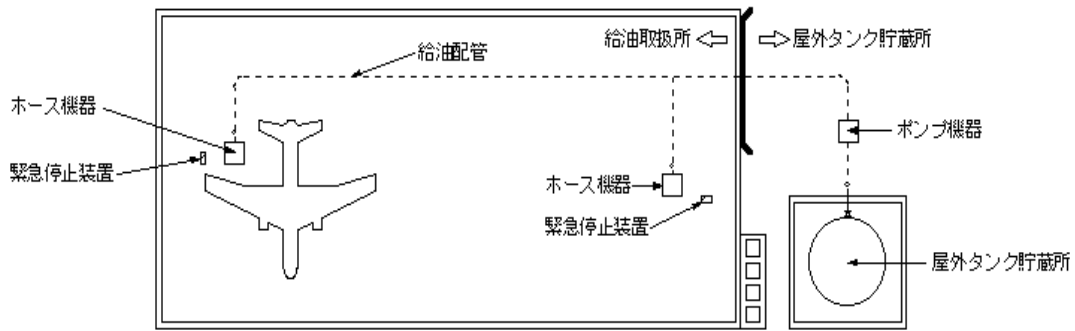 給油取扱所
屋外タンク貯蔵所
給油配管
ホース機器
緊急停止装置
ポンプ機器
ホース機器
緊急停止装置
屋外タンク貯蔵所